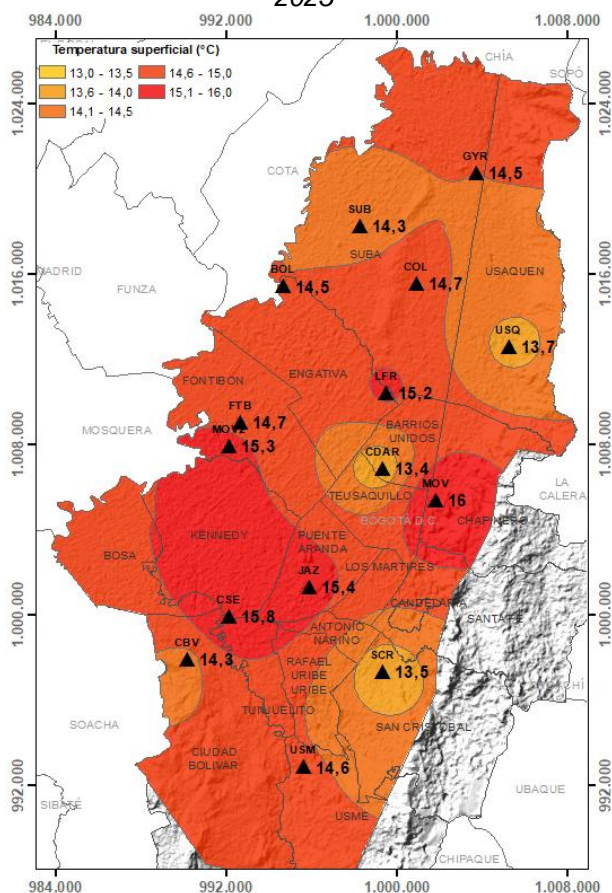 2025
984.000 992.000 1.000.000 1.008.000
Temperatura superficial (°C)
13,0 - 13,5 14,6 - 15,0
13,6 - 14,0 15,1 - 16,0
14,1 - 14,5
CHÍA
SOPÓ
1.024.000 1.024.000
GYR
14,5
COTA
SUB
14,3
SUBA
USAQUEN
BOL
14,5
COL
14,7
1.016.000 1.016.000
MADRID
FUNZA
USQ
13,7
ENGATIVA
LFR
15,2
FONTIBÓN
FTB
14,7
BARRIOS
UNIDOS
MOSQUERA
MOV2
15,3
1.008.000 1.008.000
CDAR
13,4
MOV
16
LA
CALERA
TEUSAQUILLO
BOGOTÁ D.C
CHAPINERO
KENNEDY
PUENTE
ARANDA
BOSA
JAZ
15,4
LOS MARTIRES
CANDELARIA
CSE
15,8
SANTA FE
1.000.000 1.000.000
ANTONIO
NARIÑO
CBV
14,3
RAFAEL
URIBE
URIBE
SCR
13,5
CHÍ
TUNJUELITO
SAN CRISTOBAL
SOACHA
CIUDAD
BOLIVAR
USM
14,6
992.000 992.000
SIBATÉ
USME
UBAQUE
CHIPAQUE
984.000 992.000 1.000.000 1.008.000